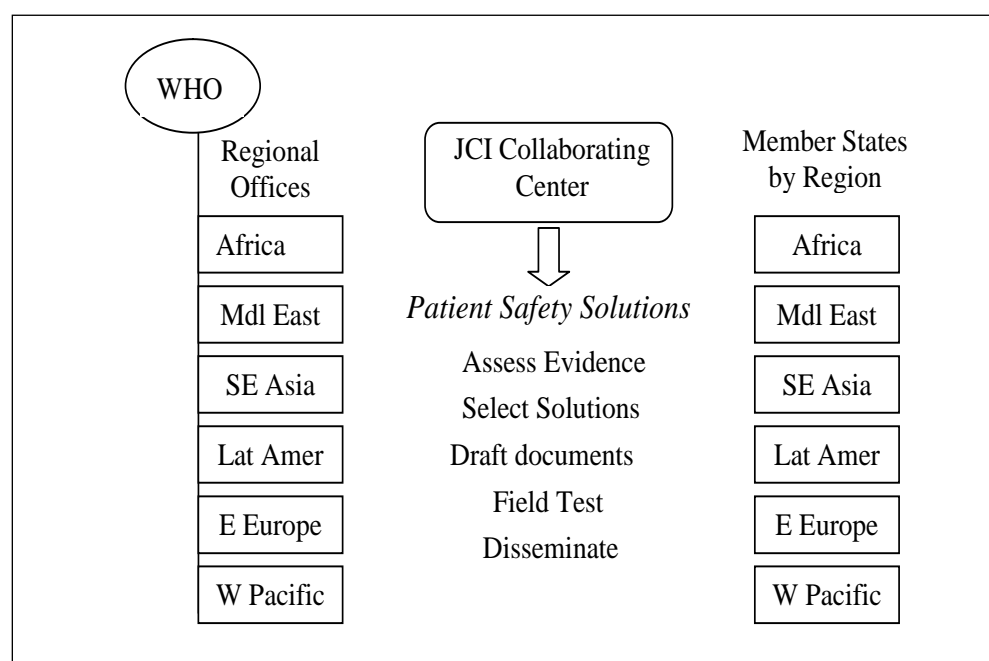 WHO
Regional
Offices
Africa
Mdl East
SE Asia
Lat Amer
E Europe
W Pacific
JCI Collaborating
Center
Patient Safety Solutions
Assess Evidence
Select Solutions
Draft documents
Field Test
Disseminate
Member States
by Region
Africa
Mdl East
SE Asia
Lat Amer
E Europe
W Pacific